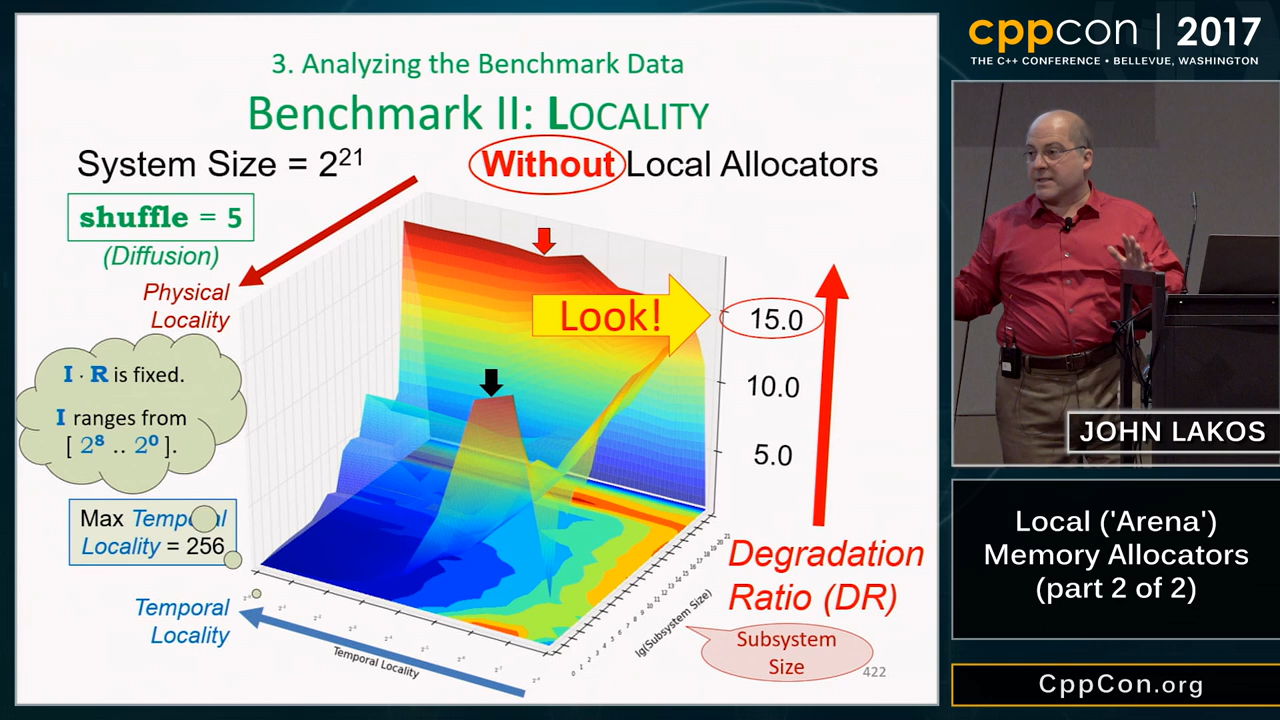 3. Analyzing the Benchmark Data
Benchmark II: LOCALITY
System Size = 2²¹
Without Local Allocators
shuffle = 5
(Diffusion)
Physical
Locality
I · R is fixed.
I ranges from
[ 2⁸ .. 2⁰ ].
Max Temporal
Locality = 256
Temporal
Locality
Look!
15.0
10.0
5.0
Degradation
Ratio (DR)
Temporal Locality
lg(Subsystem Size)
Subsystem
Size
422
cppcon | 2017
THE C++ CONFERENCE • BELLEVUE, WASHINGTON
JOHN LAKOS
Local ('Arena')
Memory Allocators
(part 2 of 2)
CppCon.org